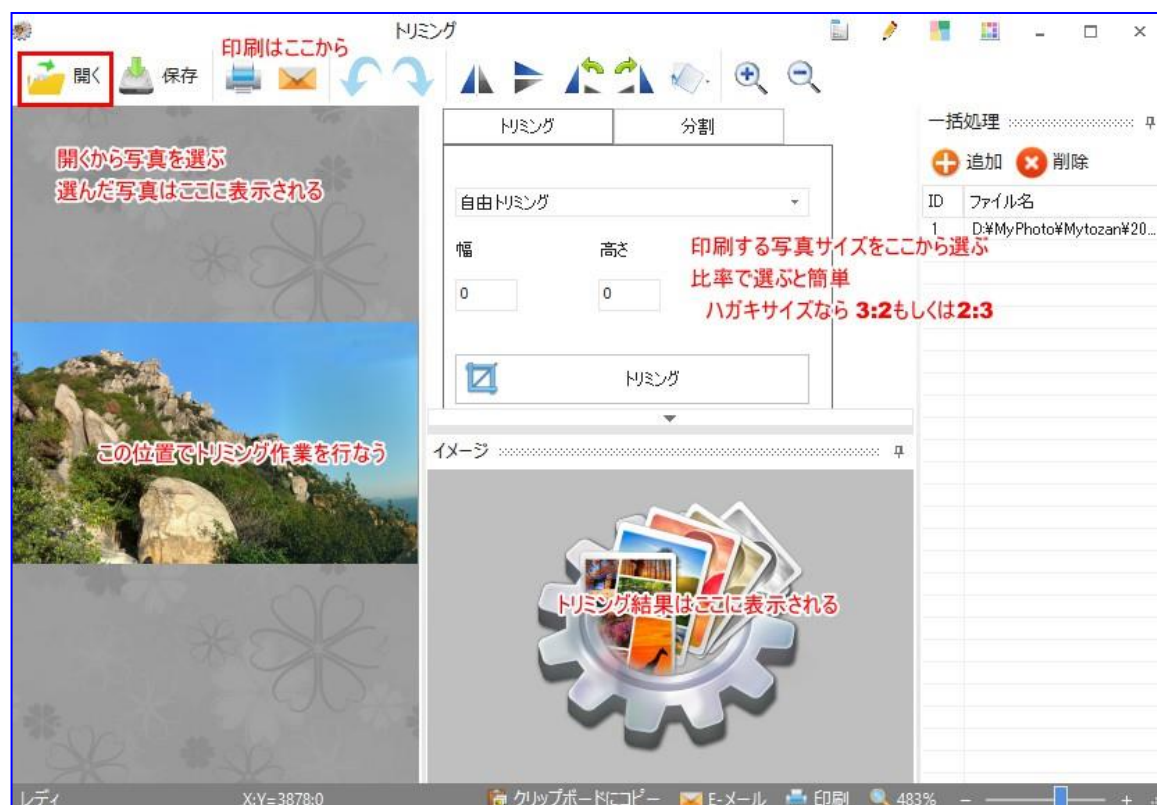 トリミング
印刷はここから
開く
保存
開くから写真を選ぶ
選んだ写真はここに表示される
この位置でトリミング作業を行なう
トリミング 分割
自由トリミング
幅 高さ
0 0
印刷する写真サイズをここから選ぶ
比率で選ぶと簡単
ハガキサイズなら 3:2もしくは2:3
トリミング
イメージ
トリミング結果はここに表示される
一括処理
追加 削除
ID ファイル名
1 D:¥MyPhoto¥Mytozan¥20...
レディ X:Y=3878:0 クリップボードにコピー E-メール 印刷 483% - +